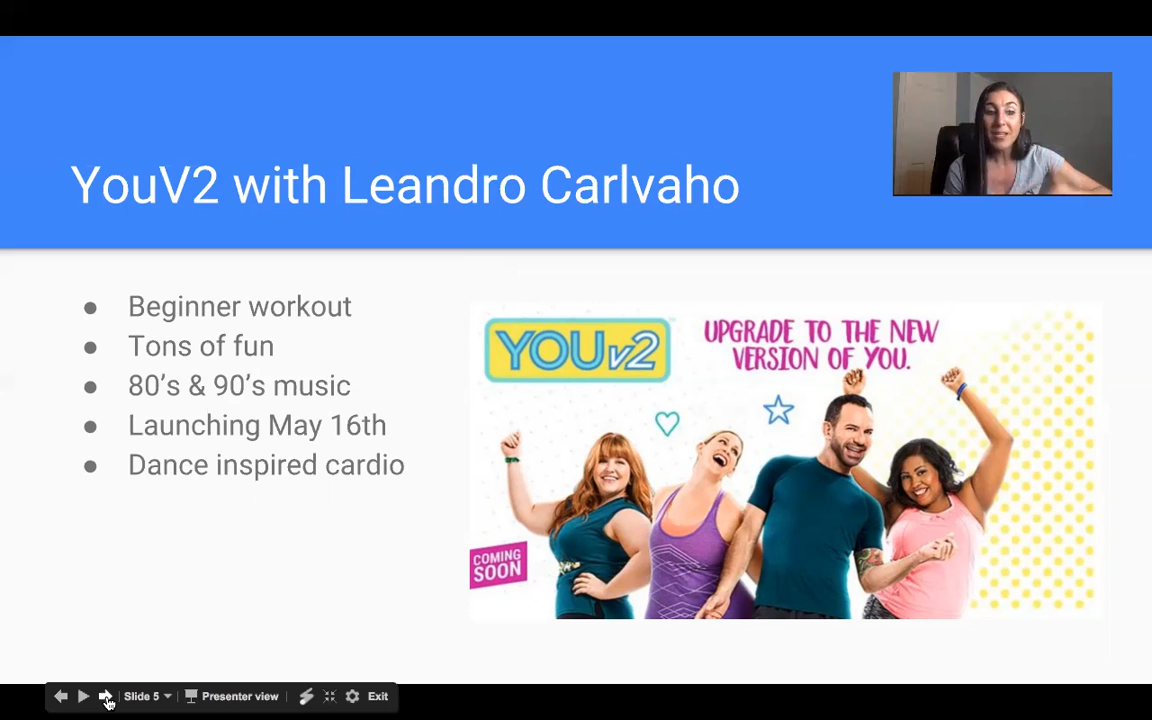 YouV2 with Leandro Carlvaho
● Beginner workout
● Tons of fun
● 80's & 90's music
● Launching May 16th
● Dance inspired cardio
YOUv2
UPGRADE TO THE NEW
VERSION OF YOU.
COMING
SOON
Slide 5
Presenter view
Exit